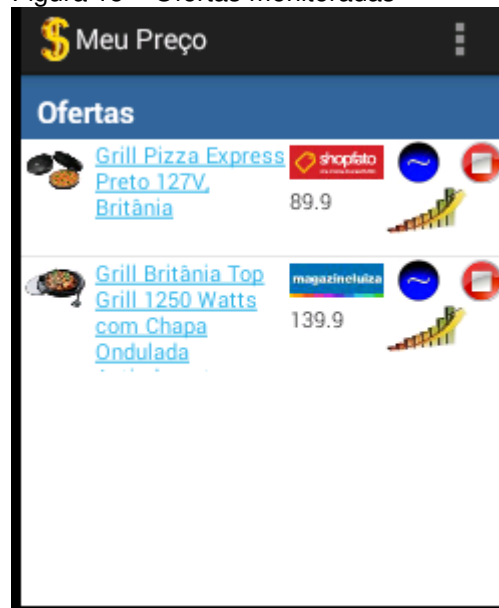 Meu Preço
Ofertas
Grill Pizza Express
Preto 127V,
Britânia
shopfato
89.9
Grill Britânia Top
Grill 1250 Watts
com Chapa
Ondulada
magazineluiza
139.9